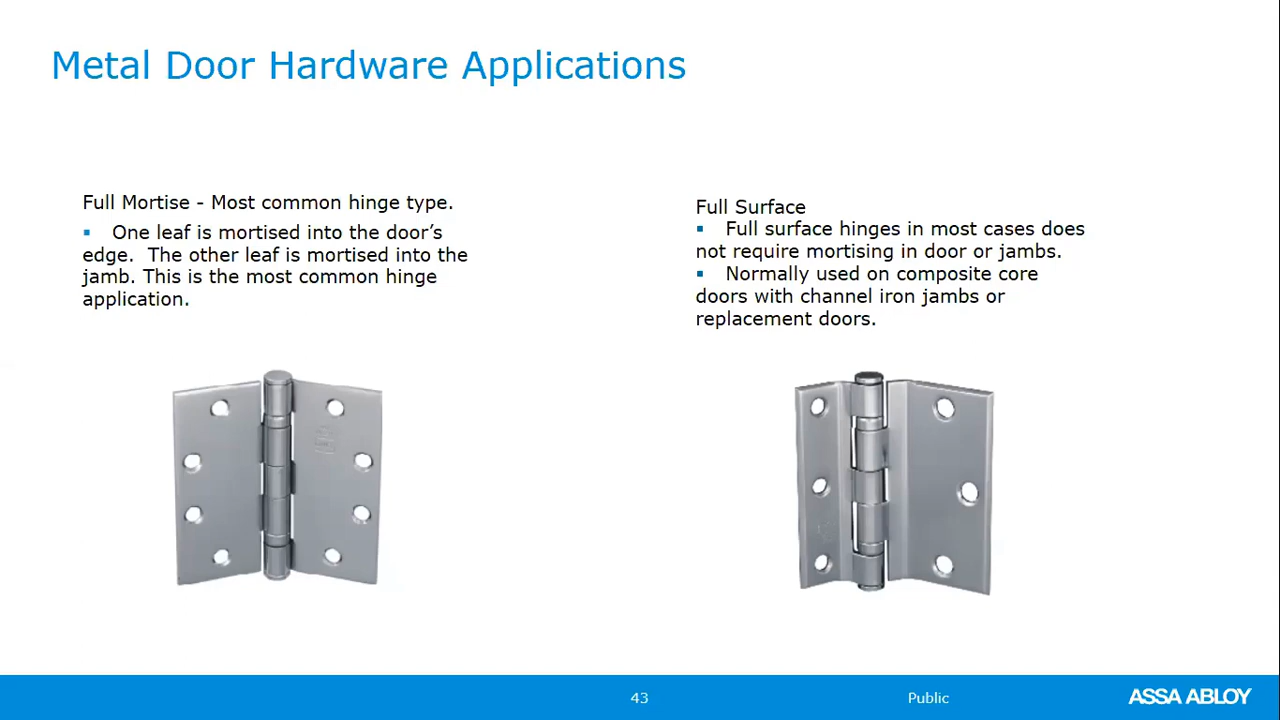 Metal Door Hardware Applications
Full Mortise - Most common hinge type.
▪ One leaf is mortised into the door’s
edge.  The other leaf is mortised into the
jamb. This is the most common hinge
application.
Full Surface
▪ Full surface hinges in most cases does
not require mortising in door or jambs.
▪ Normally used on composite core
doors with channel iron jambs or
replacement doors.
43
Public
ASSA ABLOY